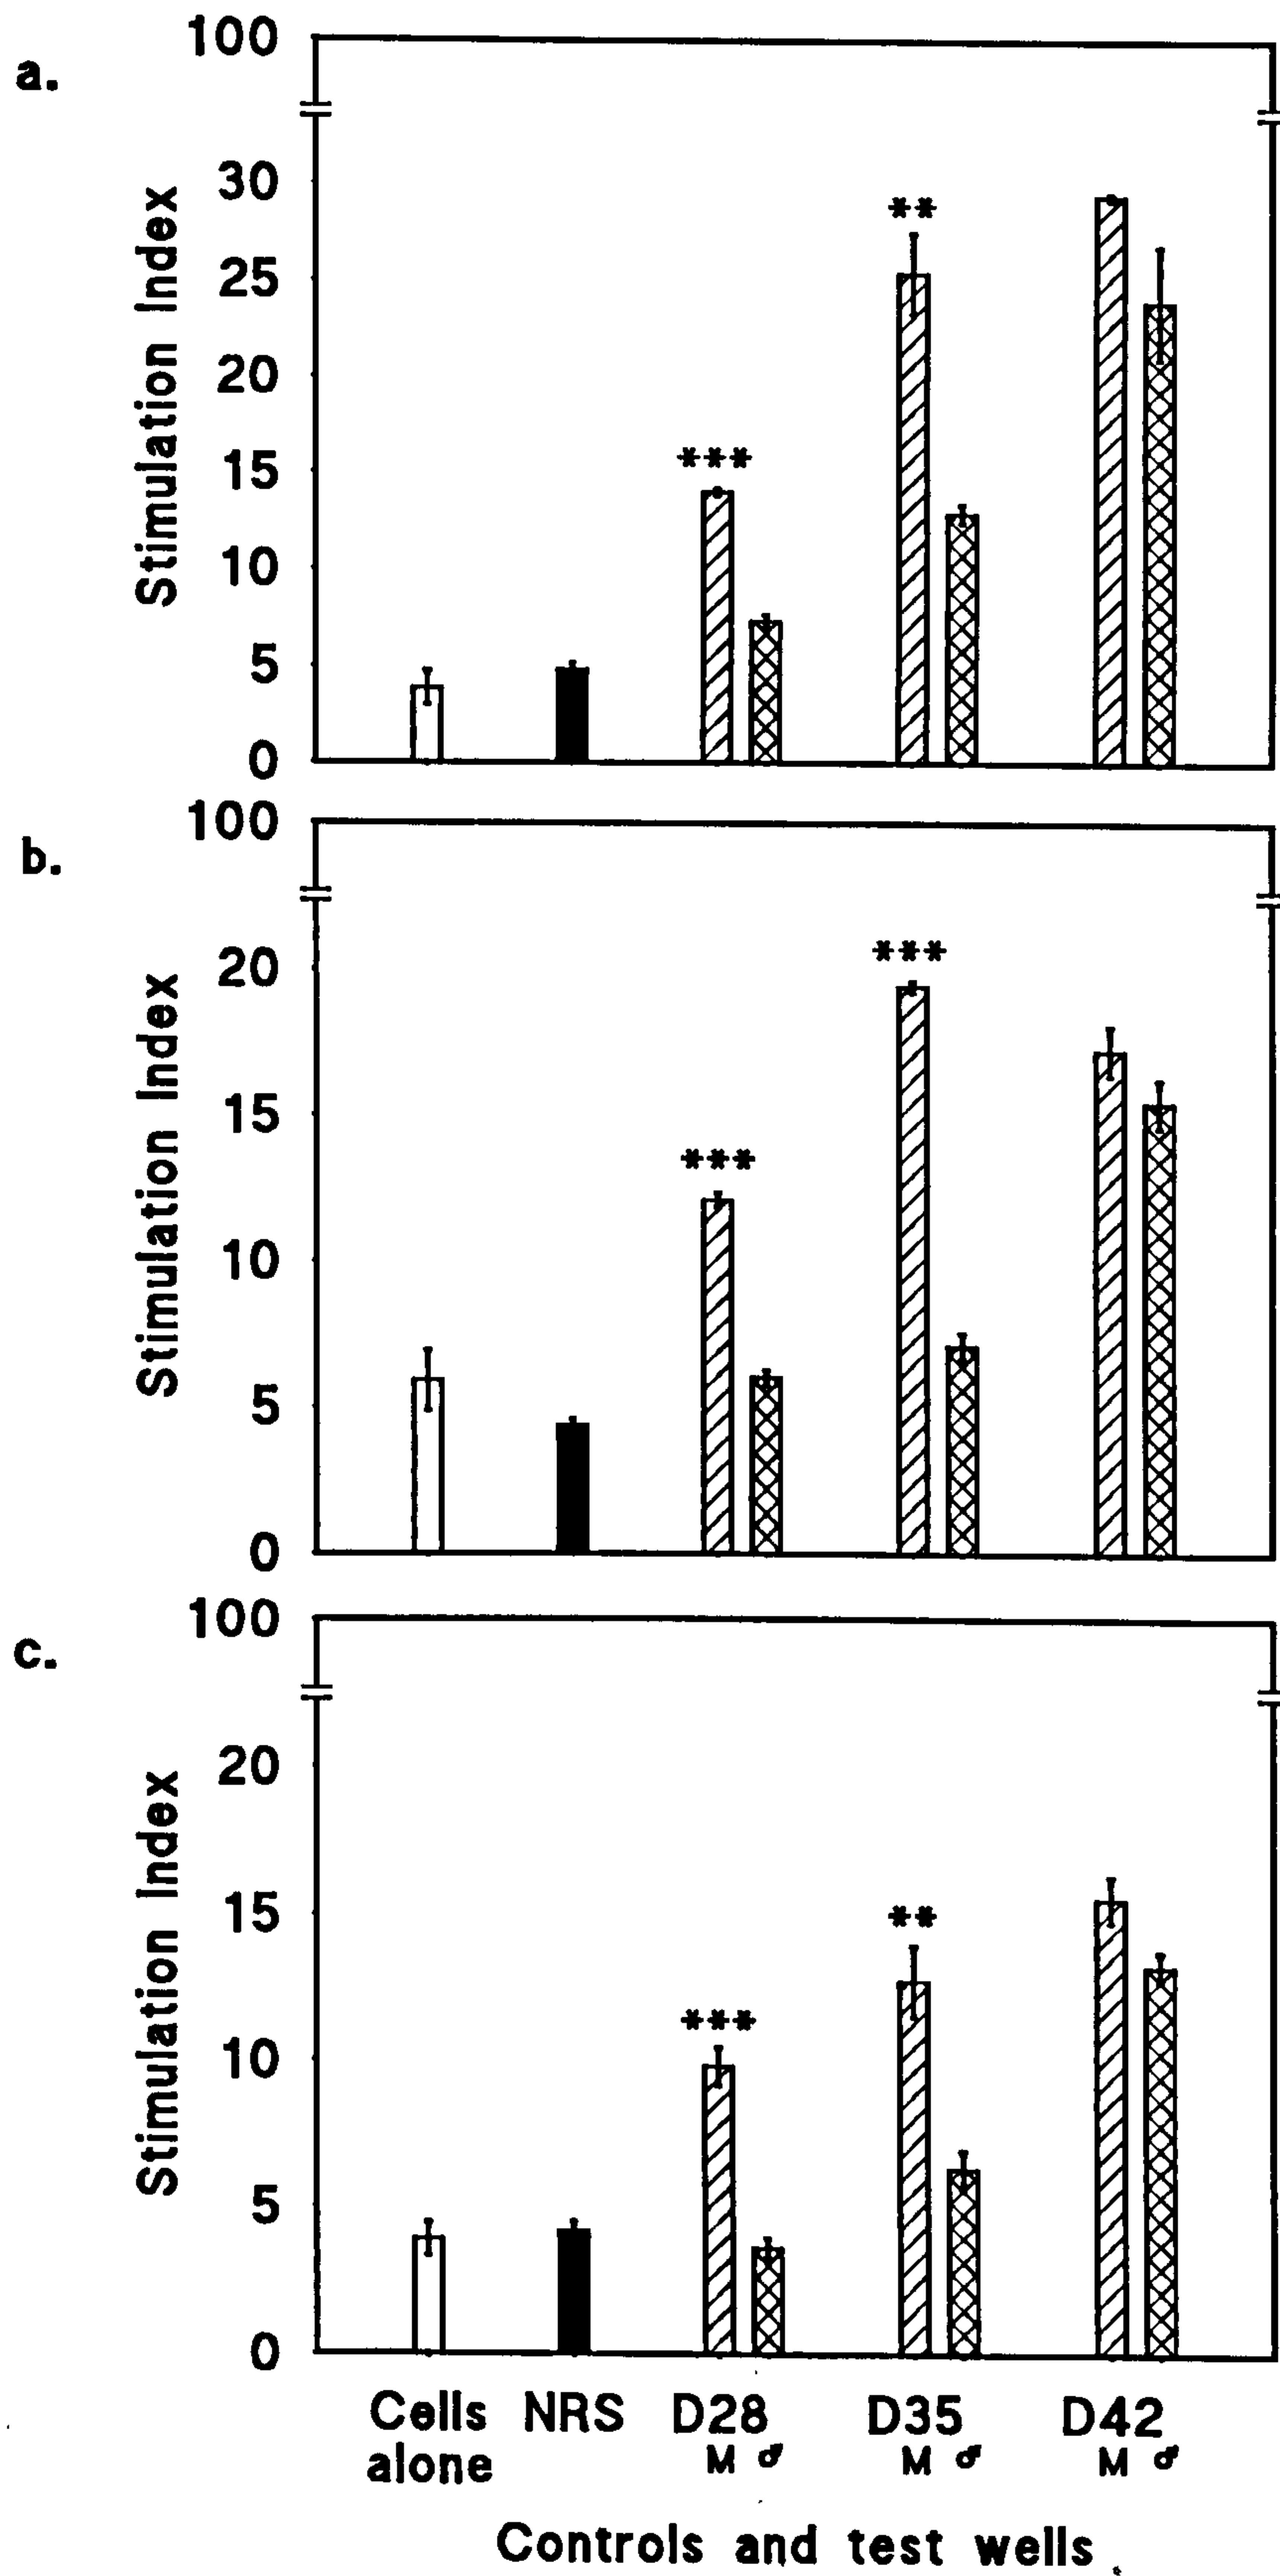 a.
100
30
25
20
15
10
5
0
Stimulation Index
***
**
b.
100
20
15
10
5
0
Stimulation Index
***
***
c.
100
20
15
10
5
0
Stimulation Index
***
**
Cells NRS D28 D35 D42
alone M ♂ M ♂ M ♂
Controls and test wells